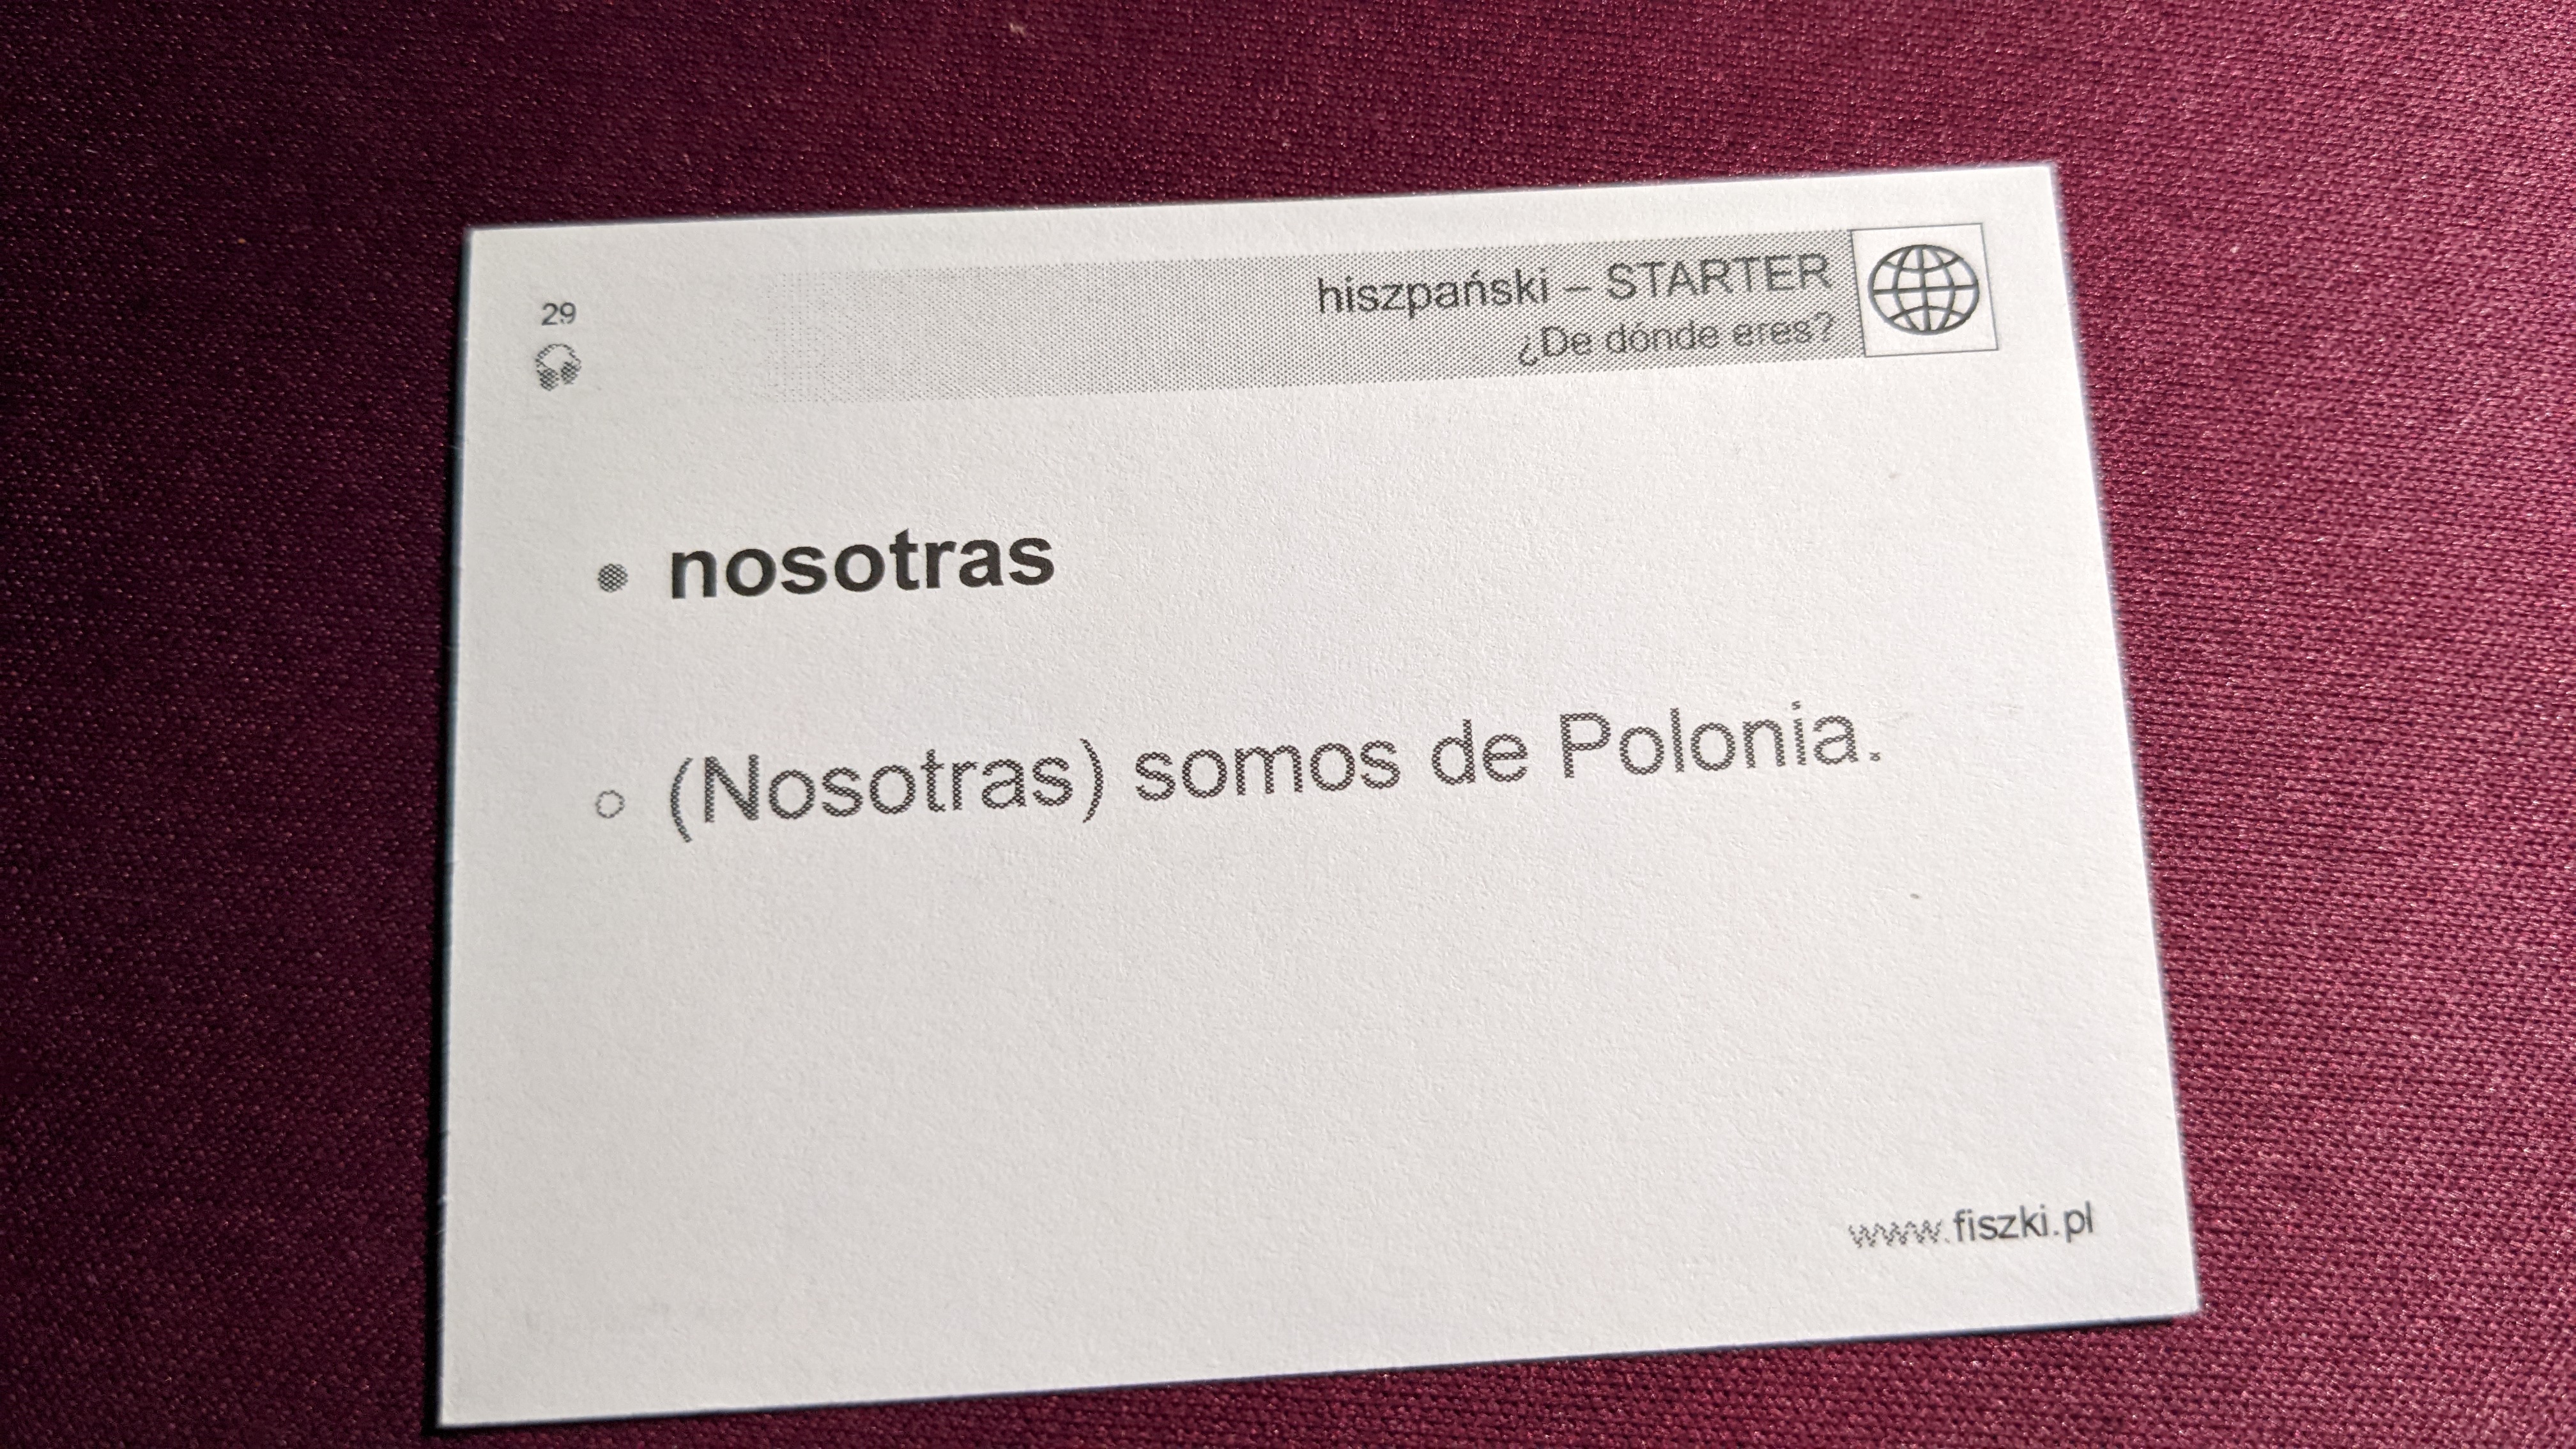 29
hiszpański – STARTER
¿De dónde eres?
nosotras
(Nosotras) somos de Polonia.
www.fiszki.pl